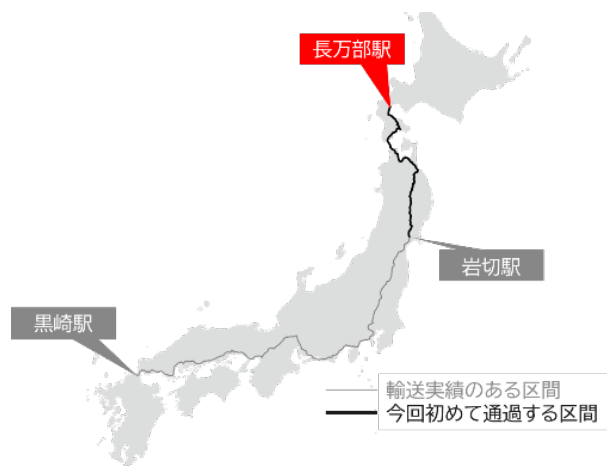 長万部駅
岩切駅
黒崎駅
輸送実績のある区間
今回初めて通過する区間